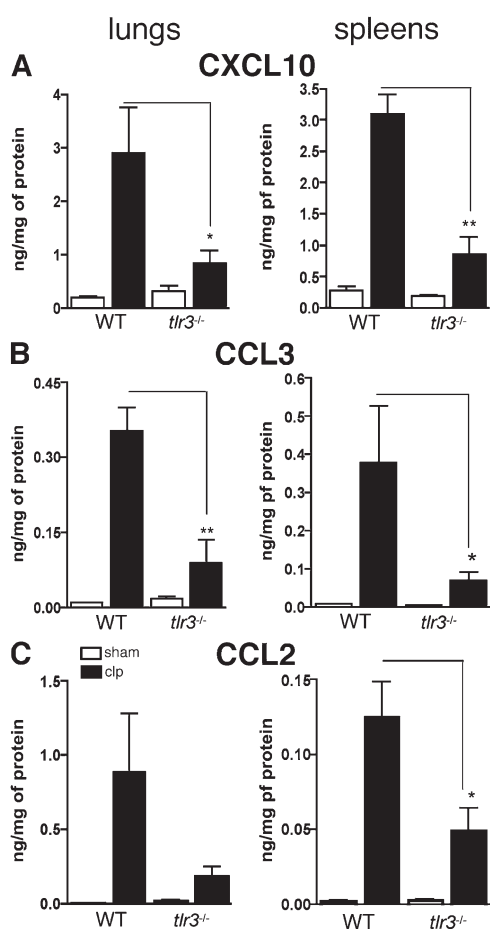 lungs spleens
A CXCL10
ng/mg of protein
4
3
2
1
0
*
WT tlr3-/-
ng/mg pf protein
3.5
3.0
2.5
2.0
1.5
1.0
0.5
0.0
**
WT tlr3-/-
B CCL3
ng/mg of protein
0.45
0.30
0.15
0.00
**
WT tlr3-/-
ng/mg pf protein
0.6
0.5
0.4
0.3
0.2
0.1
0.0
*
WT tlr3-/-
C CCL2
sham
clp
ng/mg of protein
1.5
1.0
0.5
0.0
WT tlr3-/-
ng/mg pf protein
0.15
0.10
0.05
0.00
*
WT tlr3-/-